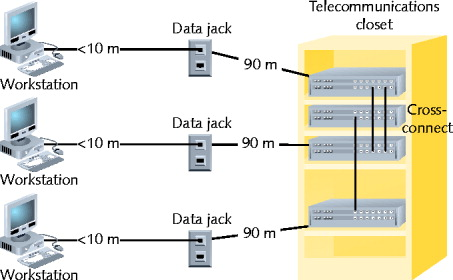 Telecommunications
closet
Data jack
<10 m
90 m
Workstation
Cross-
connect
Data jack
<10 m
90 m
Workstation
Data jack
<10 m
90 m
Workstation